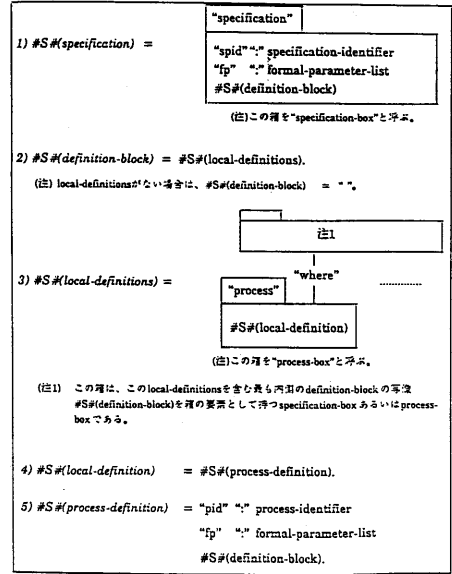 "specification"
1) #S#(specification) =
"spid" ":" specification-identifier
"fp" ":" formal-parameter-list
#S#(definition-block)
(注)この箱を"specification-box"と呼ぶ。
2) #S#(definition-block) = #S#(local-definitions).
(注) local-definitionsがない場合は、#S#(definition-block) = " "。
注1
"where"
3) #S#(local-definitions) =
"process"
#S#(local-definition)
(注)この箱を"process-box"と呼ぶ。
(注1) この箱は、このlocal-definitionsを含む最も内側のdefinition-blockの写像
#S#(definition-block)を箱の要素として持つspecification-boxあるいはprocess-
boxである。
4) #S#(local-definition) = #S#(process-definition).
5) #S#(process-definition) = "pid" ":" process-identifier
"fp" ":" formal-parameter-list
#S#(definition-block).